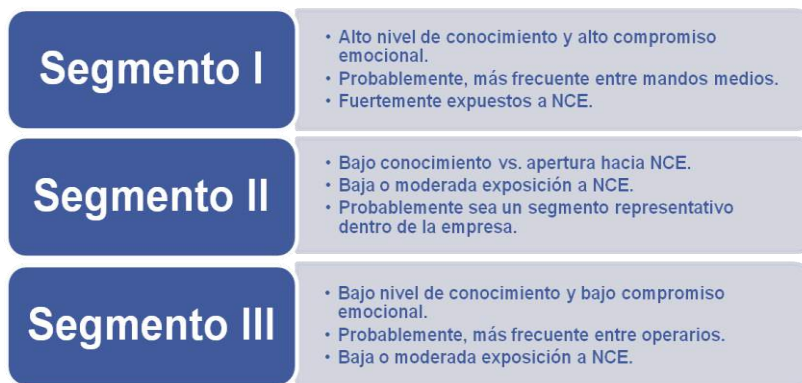 Segmento I
• Alto nivel de conocimiento y alto compromiso
emocional.
• Probablemente, más frecuente entre mandos medios.
• Fuertemente expuestos a NCE.
Segmento II
• Bajo conocimiento vs. apertura hacia NCE.
• Baja o moderada exposición a NCE.
• Probablemente sea un segmento representativo
dentro de la empresa.
Segmento III
• Bajo nivel de conocimiento y bajo compromiso
emocional.
• Probablemente, más frecuente entre operarios.
• Baja o moderada exposición a NCE.